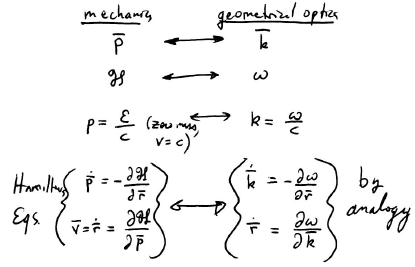 mechanics geometrical optics
p̄ ⟷ k̄
ℋ ⟷ ω
p = ε/c (zero mass, v = c) ⟷ k = ω/c
Hamilton's Eqs. { ṗ̄ = -∂ℋ/∂r̄ ⟷ { k̇̄ = -∂ω/∂r̄ } by analogy
v̄ = ṙ̄ = ∂ℋ/∂p̄ ṙ̄ = ∂ω/∂k̄